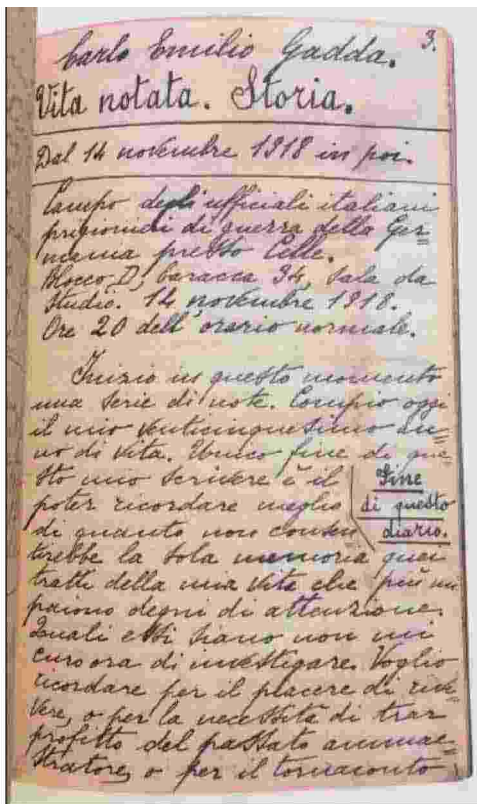 3.
Carlo Emilio Gadda.
Vita notata. Storia.
Dal 14 novembre 1918 in poi.
Campo degli ufficiali italiani
prigionieri di guerra della Ger=
mania presso Celle.
Blocco D, baracca 34, sala da
studio. 14 novembre 1918.
Ore 20 dell'orario normale.
Inizio in questo momento
una serie di note. Compio oggi
il mio venticinquesimo an=
no di vita. Unico fine di que=
sto mio scrivere è il
poter ricordare meglio
di quanto non consen
tirebbe la sola memoria quei
tratti della mia vita che più mi
paiono degni di attenzione.
Quali essi siano non mi
curo ora di investigare. Voglio
ricordare per il piacere di rivi=
vere, o per la necessità di trar
profitto del passato ammae=
stratore, o per il tornaconto
Fine
di questo
diario.